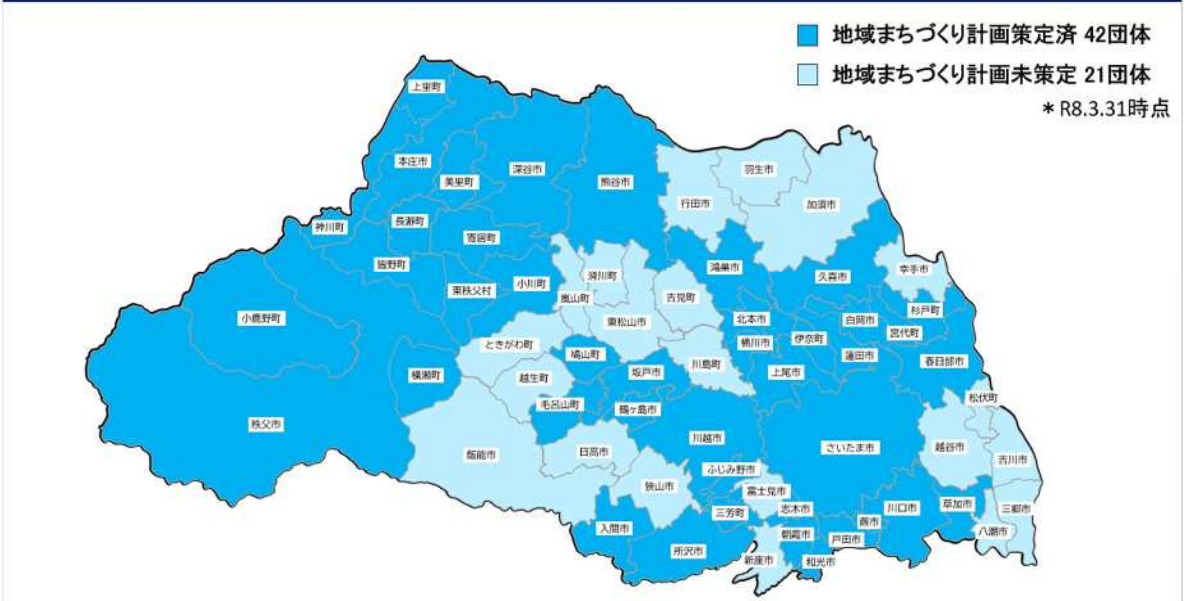 地域まちづくり計画策定済 42団体
地域まちづくり計画未策定 21団体
*R8.3.31時点
上里町
本庄市
美里町
深谷市
熊谷市
行田市
羽生市
加須市
神川町
長瀞町
寄居町
皆野町
東秩父村
小川町
嵐山町
滑川町
吉見町
鴻巣市
久喜市
幸手市
小鹿野町
ときがわ町
東松山市
北本市
桶川市
伊奈町
白岡市
宮代町
杉戸町
横瀬町
鳩山町
川島町
上尾市
蓮田市
春日部市
越生町
坂戸市
毛呂山町
鶴ヶ島市
松伏町
秩父市
飯能市
日高市
川越市
さいたま市
越谷市
吉川市
狭山市
ふじみ野市
富士見市
志木市
三芳町
入間市
所沢市
新座市
朝霞市
和光市
戸田市
蕨市
川口市
草加市
八潮市
三郷市